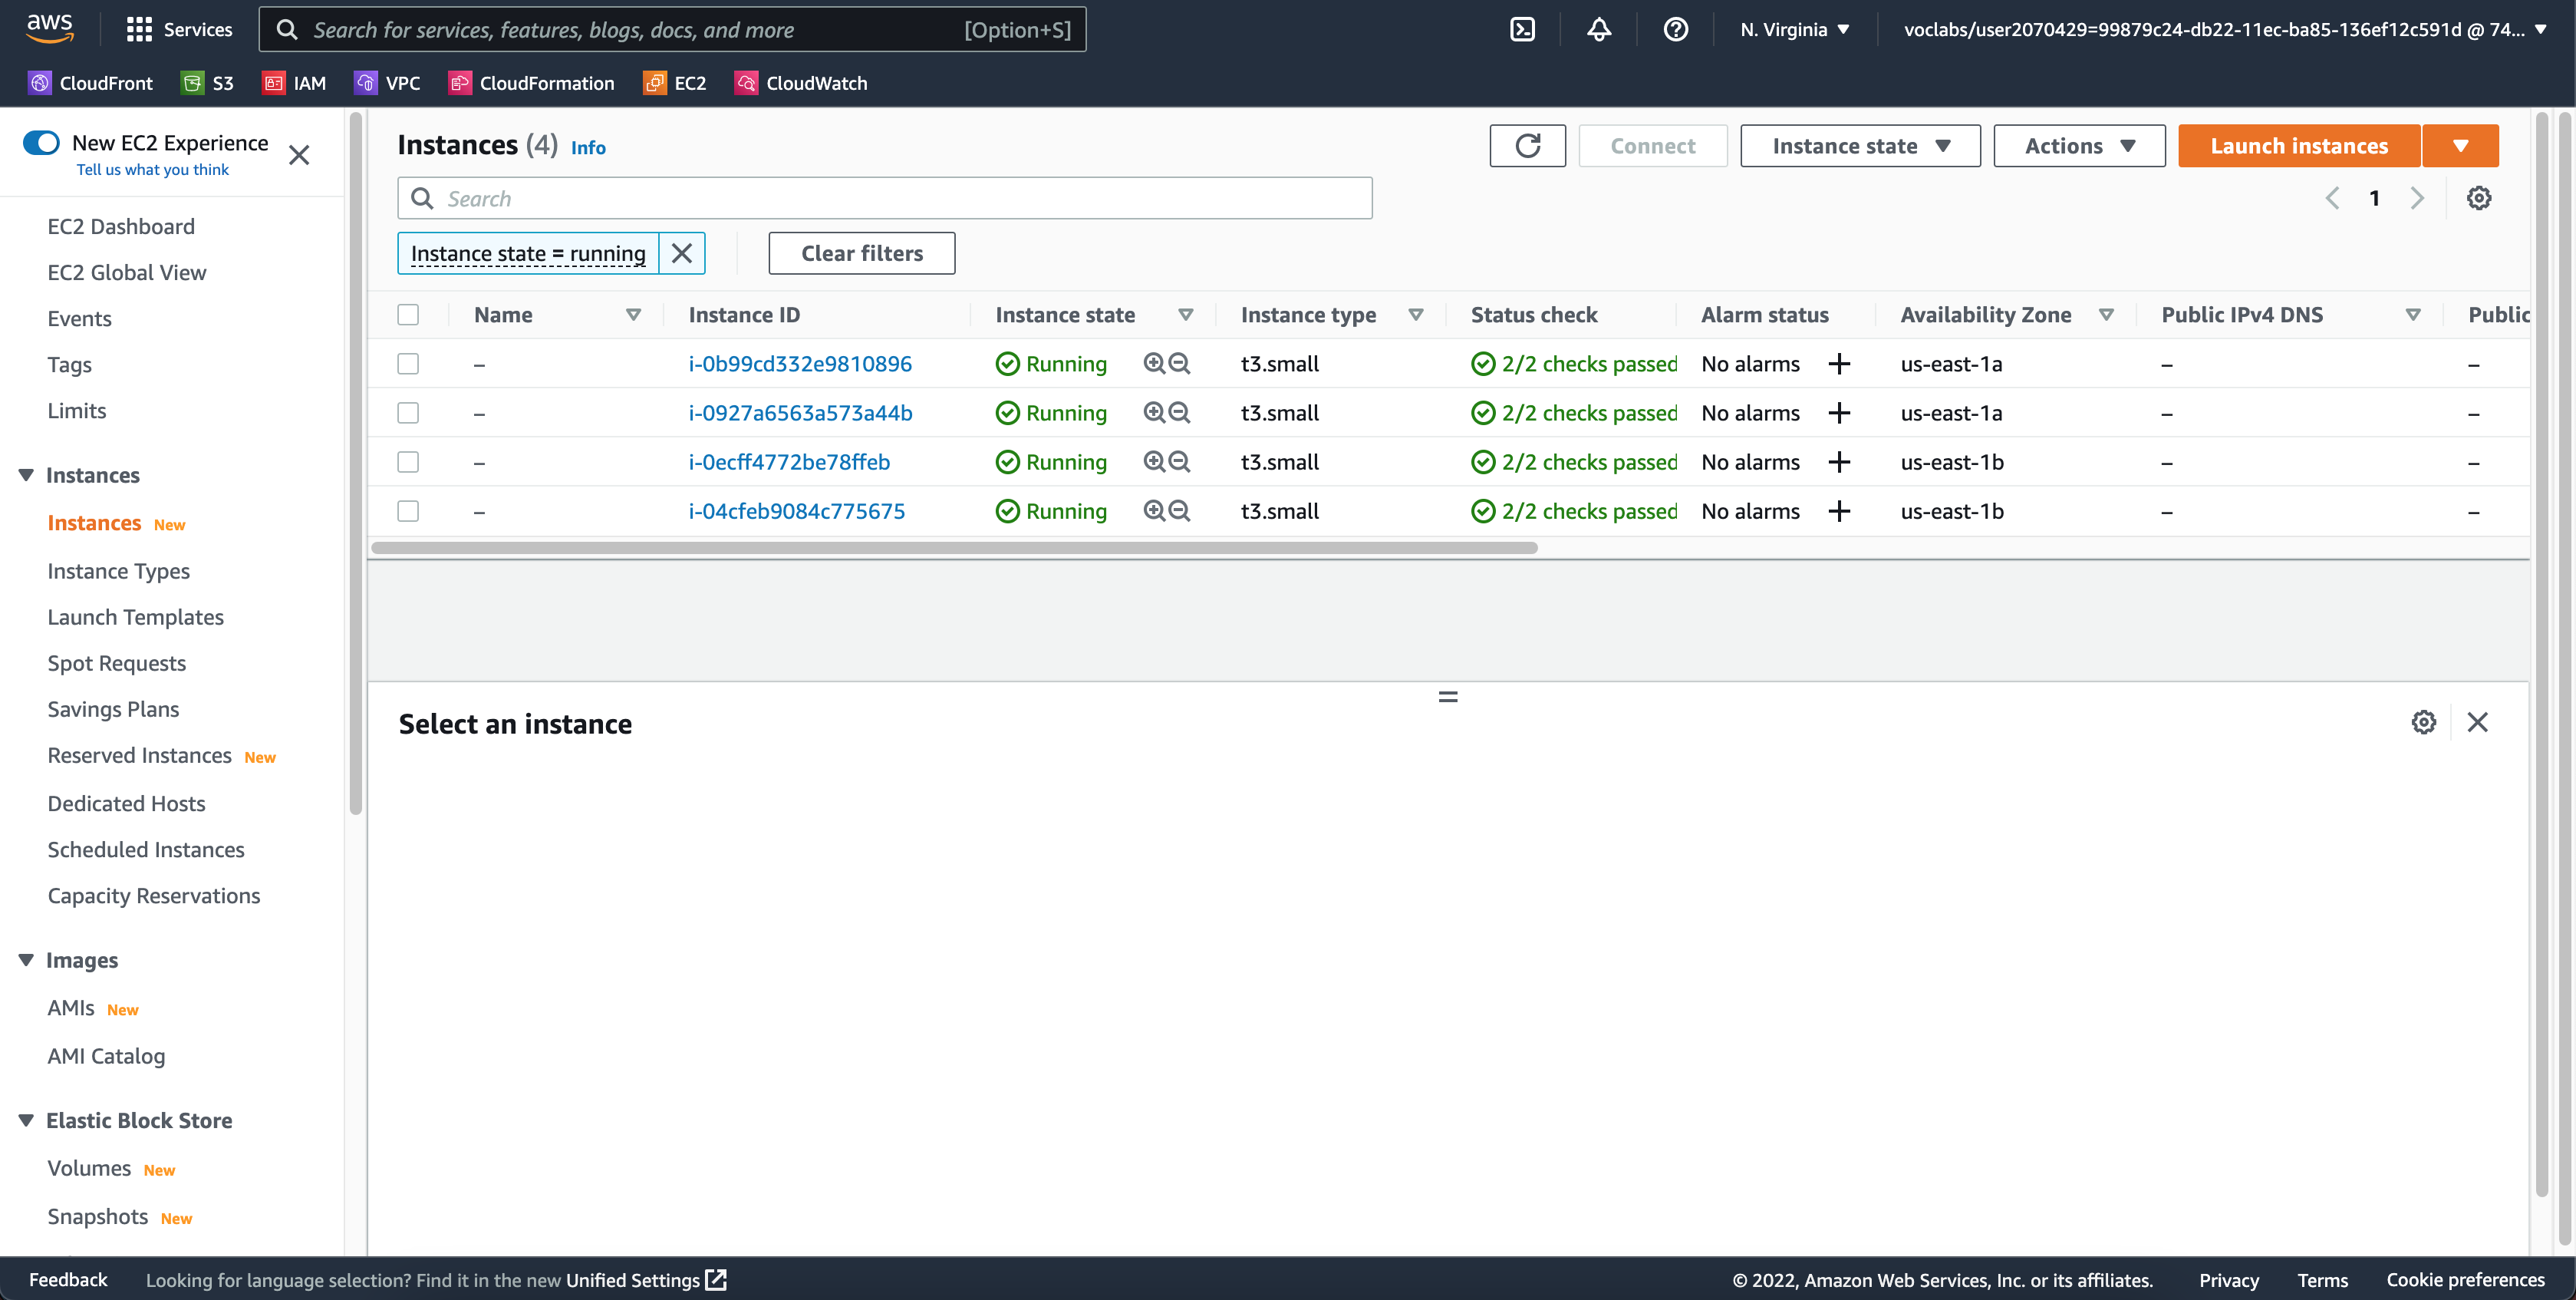 aws
Services
Search for services, features, blogs, docs, and more [Option+S]
N. Virginia
voclabs/user2070429=99879c24-db22-11ec-ba85-136ef12c591d @ 74...
CloudFront S3 IAM VPC CloudFormation EC2 CloudWatch
New EC2 Experience
Tell us what you think
EC2 Dashboard
EC2 Global View
Events
Tags
Limits
Instances
Instances New
Instance Types
Launch Templates
Spot Requests
Savings Plans
Reserved Instances New
Dedicated Hosts
Scheduled Instances
Capacity Reservations
Images
AMIs New
AMI Catalog
Elastic Block Store
Volumes New
Snapshots New
Instances (4) Info
Connect
Instance state
Actions
Launch instances
Search
1
Instance state = running
Clear filters
Name Instance ID Instance state Instance type Status check Alarm status Availability Zone Public IPv4 DNS Public
– i-0b99cd332e9810896 Running t3.small 2/2 checks passed No alarms + us-east-1a – –
– i-0927a6563a573a44b Running t3.small 2/2 checks passed No alarms + us-east-1a – –
– i-0ecff4772be78ffeb Running t3.small 2/2 checks passed No alarms + us-east-1b – –
– i-04cfeb9084c775675 Running t3.small 2/2 checks passed No alarms + us-east-1b – –
Select an instance
Feedback Looking for language selection? Find it in the new Unified Settings
© 2022, Amazon Web Services, Inc. or its affiliates. Privacy Terms Cookie preferences